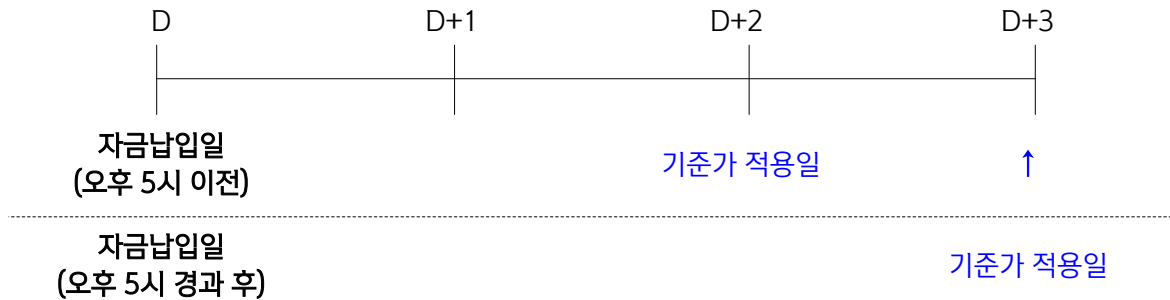 D D+1 D+2 D+3
자금납입일
(오후 5시 이전)
기준가 적용일 ↑
자금납입일
(오후 5시 경과 후)
기준가 적용일